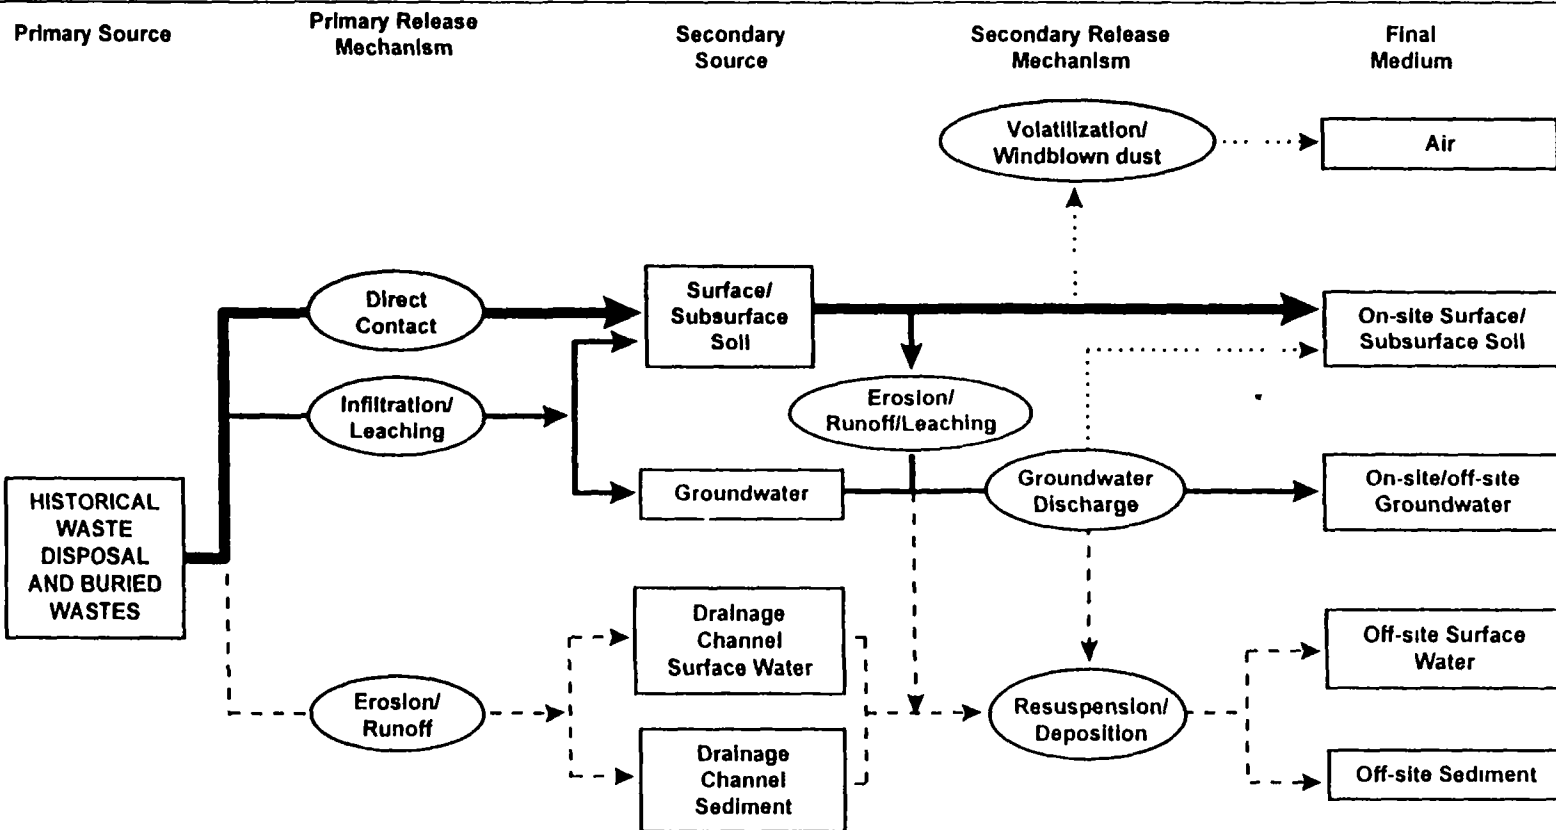 Primary Source
Primary Release
Mechanism
Secondary
Source
Secondary Release
Mechanism
Final
Medium
Volatilization/
Windblown dust
Air
Direct
Contact
Surface/
Subsurface
Soil
On-site Surface/
Subsurface Soil
Infiltration/
Leaching
Erosion/
Runoff/Leaching
Groundwater
Groundwater
Discharge
On-site/off-site
Groundwater
HISTORICAL
WASTE
DISPOSAL
AND BURIED
WASTES
Drainage
Channel
Surface Water
Off-site Surface
Water
Erosion/
Runoff
Resuspension/
Deposition
Drainage
Channel
Sediment
Off-site Sediment